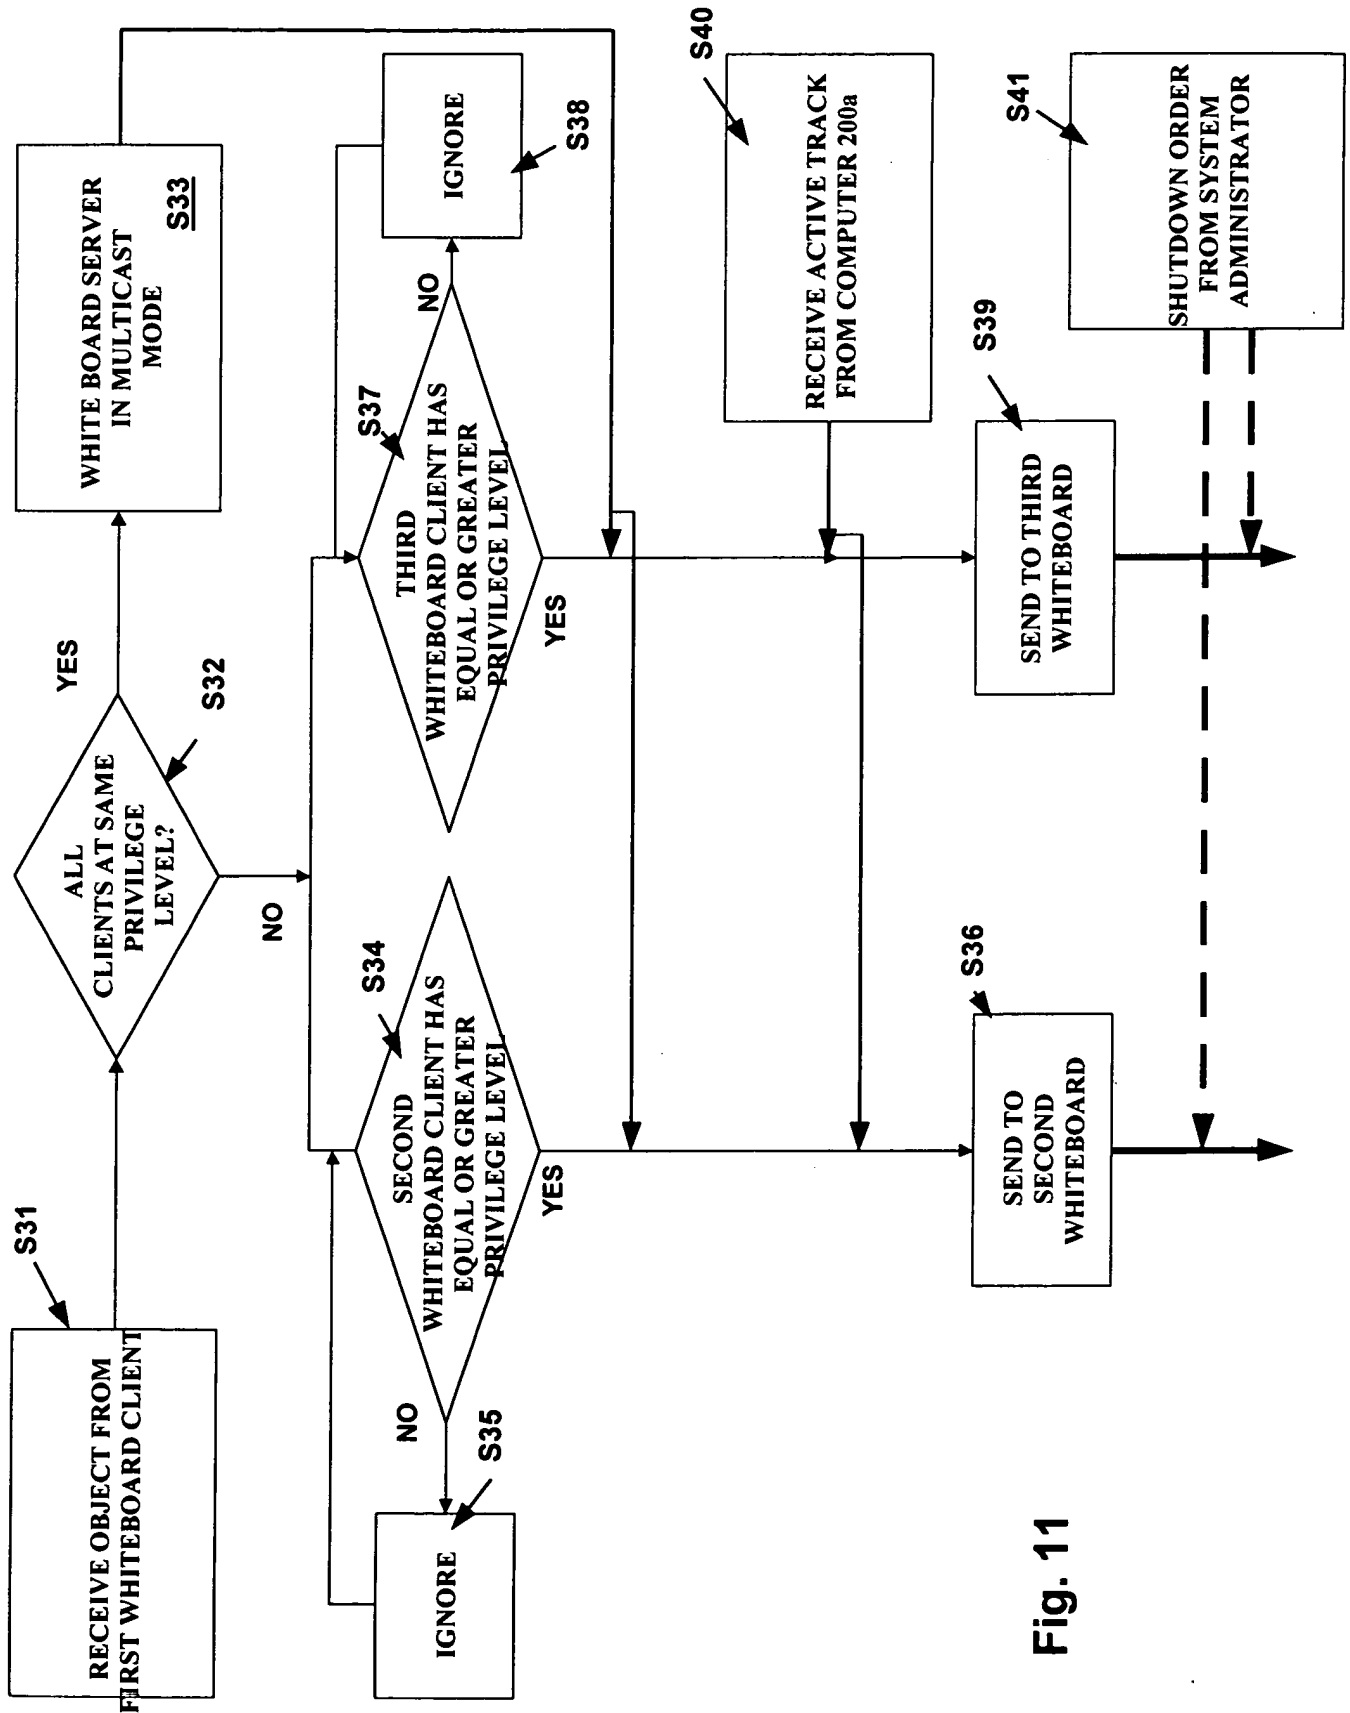 S31
RECEIVE OBJECT FROM
FIRST WHITEBOARD CLIENT
ALL
CLIENTS AT SAME
PRIVILEGE
LEVEL?
S32
YES
NO
WHITE BOARD SERVER
IN MULTICAST
MODE
S33
S34
SECOND
WHITEBOARD CLIENT HAS
EQUAL OR GREATER
PRIVILEGE LEVEL
NO
YES
IGNORE
S35
S37
THIRD
WHITEBOARD CLIENT HAS
EQUAL OR GREATER
PRIVILEGE LEVEL
NO
YES
IGNORE
S38
S40
RECEIVE ACTIVE TRACK
FROM COMPUTER 200a
S36
SEND TO
SECOND
WHITEBOARD
S39
SEND TO THIRD
WHITEBOARD
S41
SHUTDOWN ORDER
FROM SYSTEM
ADMINISTRATOR
Fig. 11